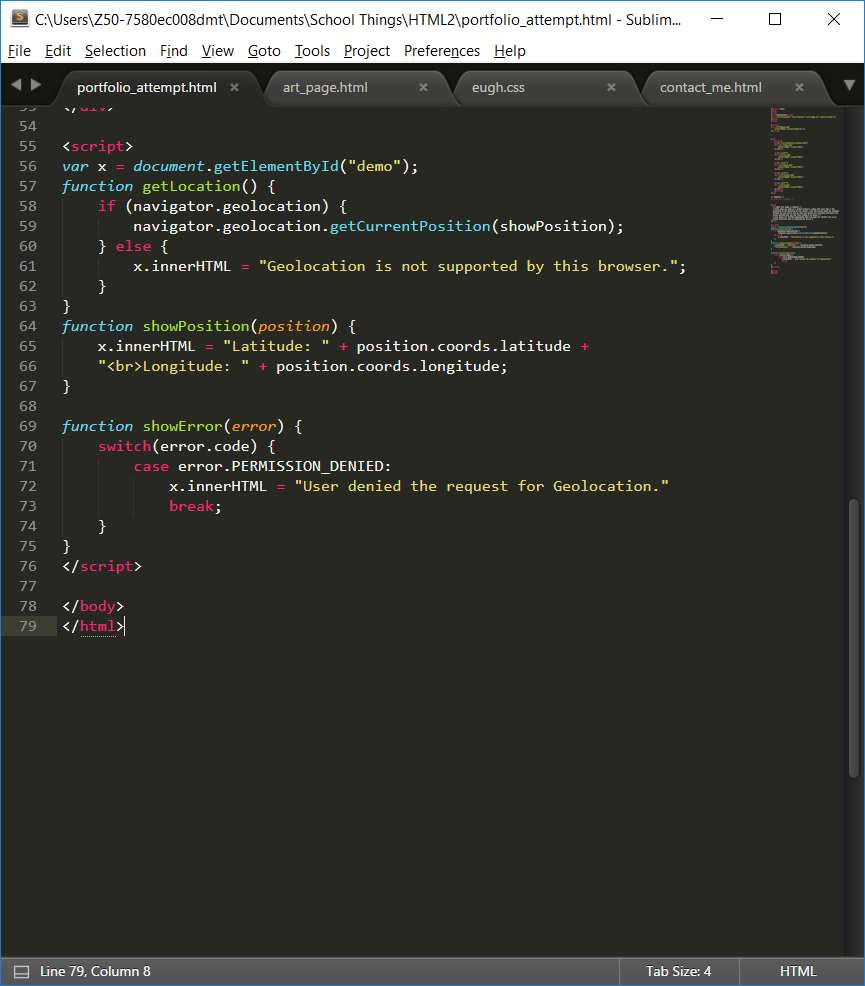 C:\Users\Z50-7580ec008dmt\Documents\School Things\HTML2\portfolio_attempt.html - Sublim...
File Edit Selection Find View Goto Tools Project Preferences Help
portfolio_attempt.html × art_page.html × eugh.css × contact_me.html ×
53 </div>
54
55 <script>
56 var x = document.getElementById("demo");
57 function getLocation() {
58     if (navigator.geolocation) {
59         navigator.geolocation.getCurrentPosition(showPosition);
60     } else {
61         x.innerHTML = "Geolocation is not supported by this browser.";
62     }
63 }
64 function showPosition(position) {
65     x.innerHTML = "Latitude: " + position.coords.latitude +
66     "<br>Longitude: " + position.coords.longitude;
67 }
68
69 function showError(error) {
70     switch(error.code) {
71         case error.PERMISSION_DENIED:
72             x.innerHTML = "User denied the request for Geolocation."
73             break;
74     }
75 }
76 </script>
77
78 </body>
79 </html>
Line 79, Column 8 Tab Size: 4 HTML